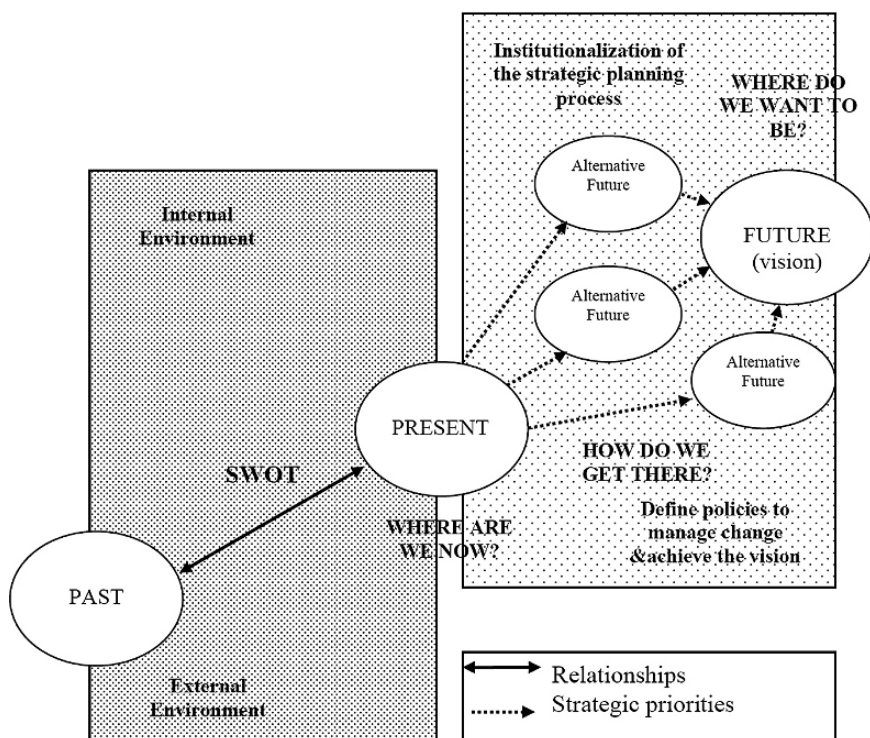 Institutionalization of
the strategic planning
process
WHERE DO
WE WANT TO
BE?
Alternative
Future
Internal
Environment
FUTURE
(vision)
Alternative
Future
Alternative
Future
PRESENT
HOW DO WE
GET THERE?
SWOT
Define policies to
manage change
&achieve the vision
WHERE ARE
WE NOW?
PAST
External
Environment
Relationships
Strategic priorities